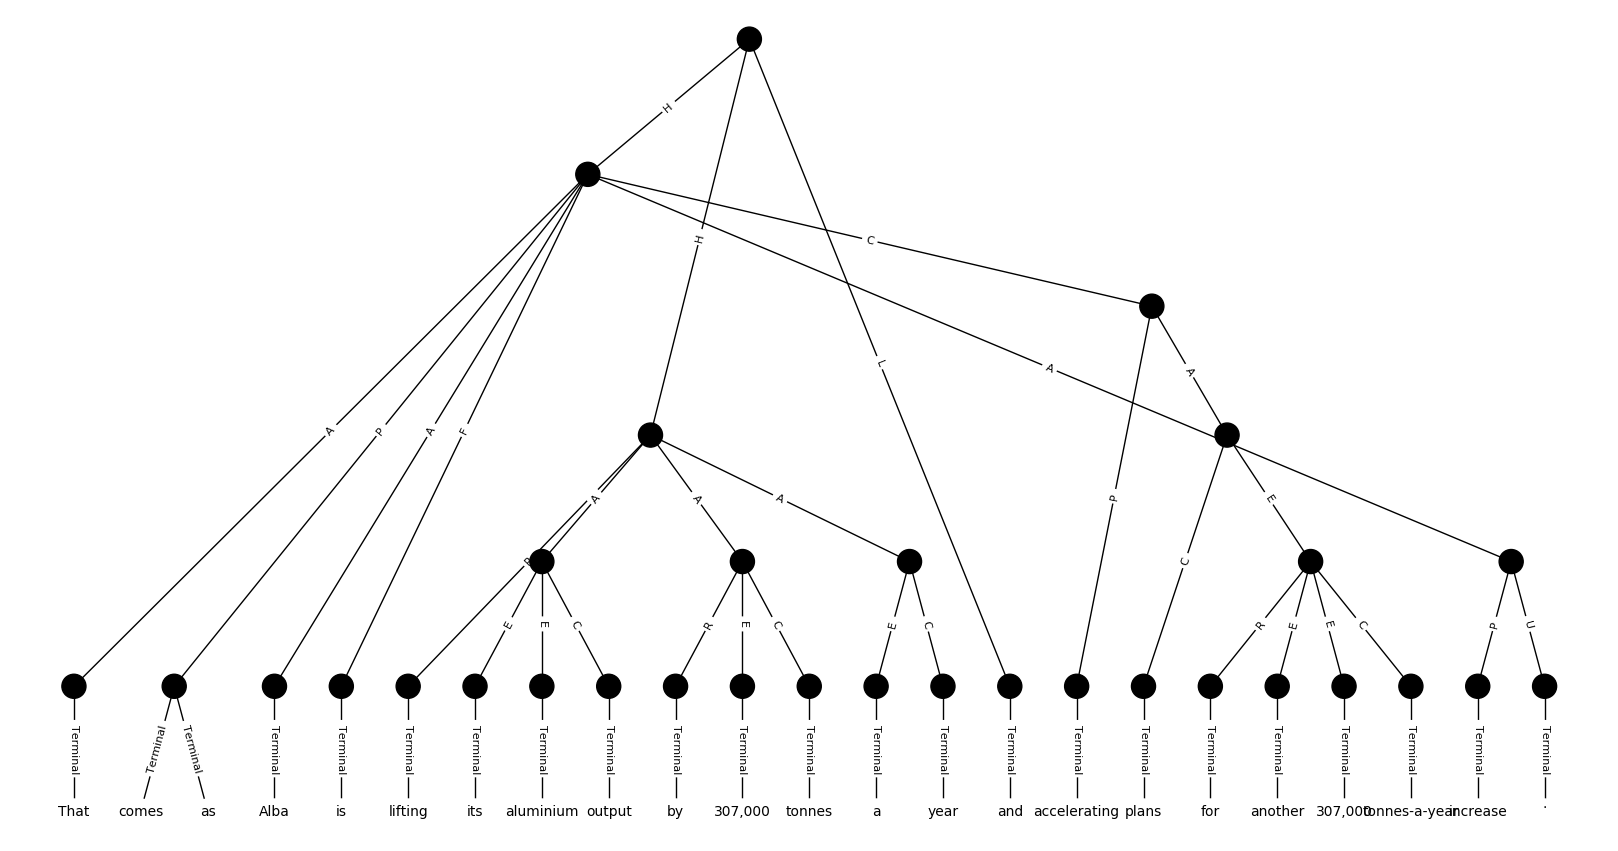 H
H
C
L
A
A
A P A F
P
A A A
E
P
C
E E C
R E C
E C
R E E C
P U
Terminal Terminal Terminal Terminal Terminal Terminal Terminal Terminal Terminal Terminal Terminal Terminal Terminal Terminal Terminal Terminal Terminal Terminal Terminal Terminal Terminal Terminal Terminal Terminal
That comes as Alba is lifting its aluminium output by 307,000 tonnes a year and accelerating plans for another 307,000 tonnes-a-year increase .